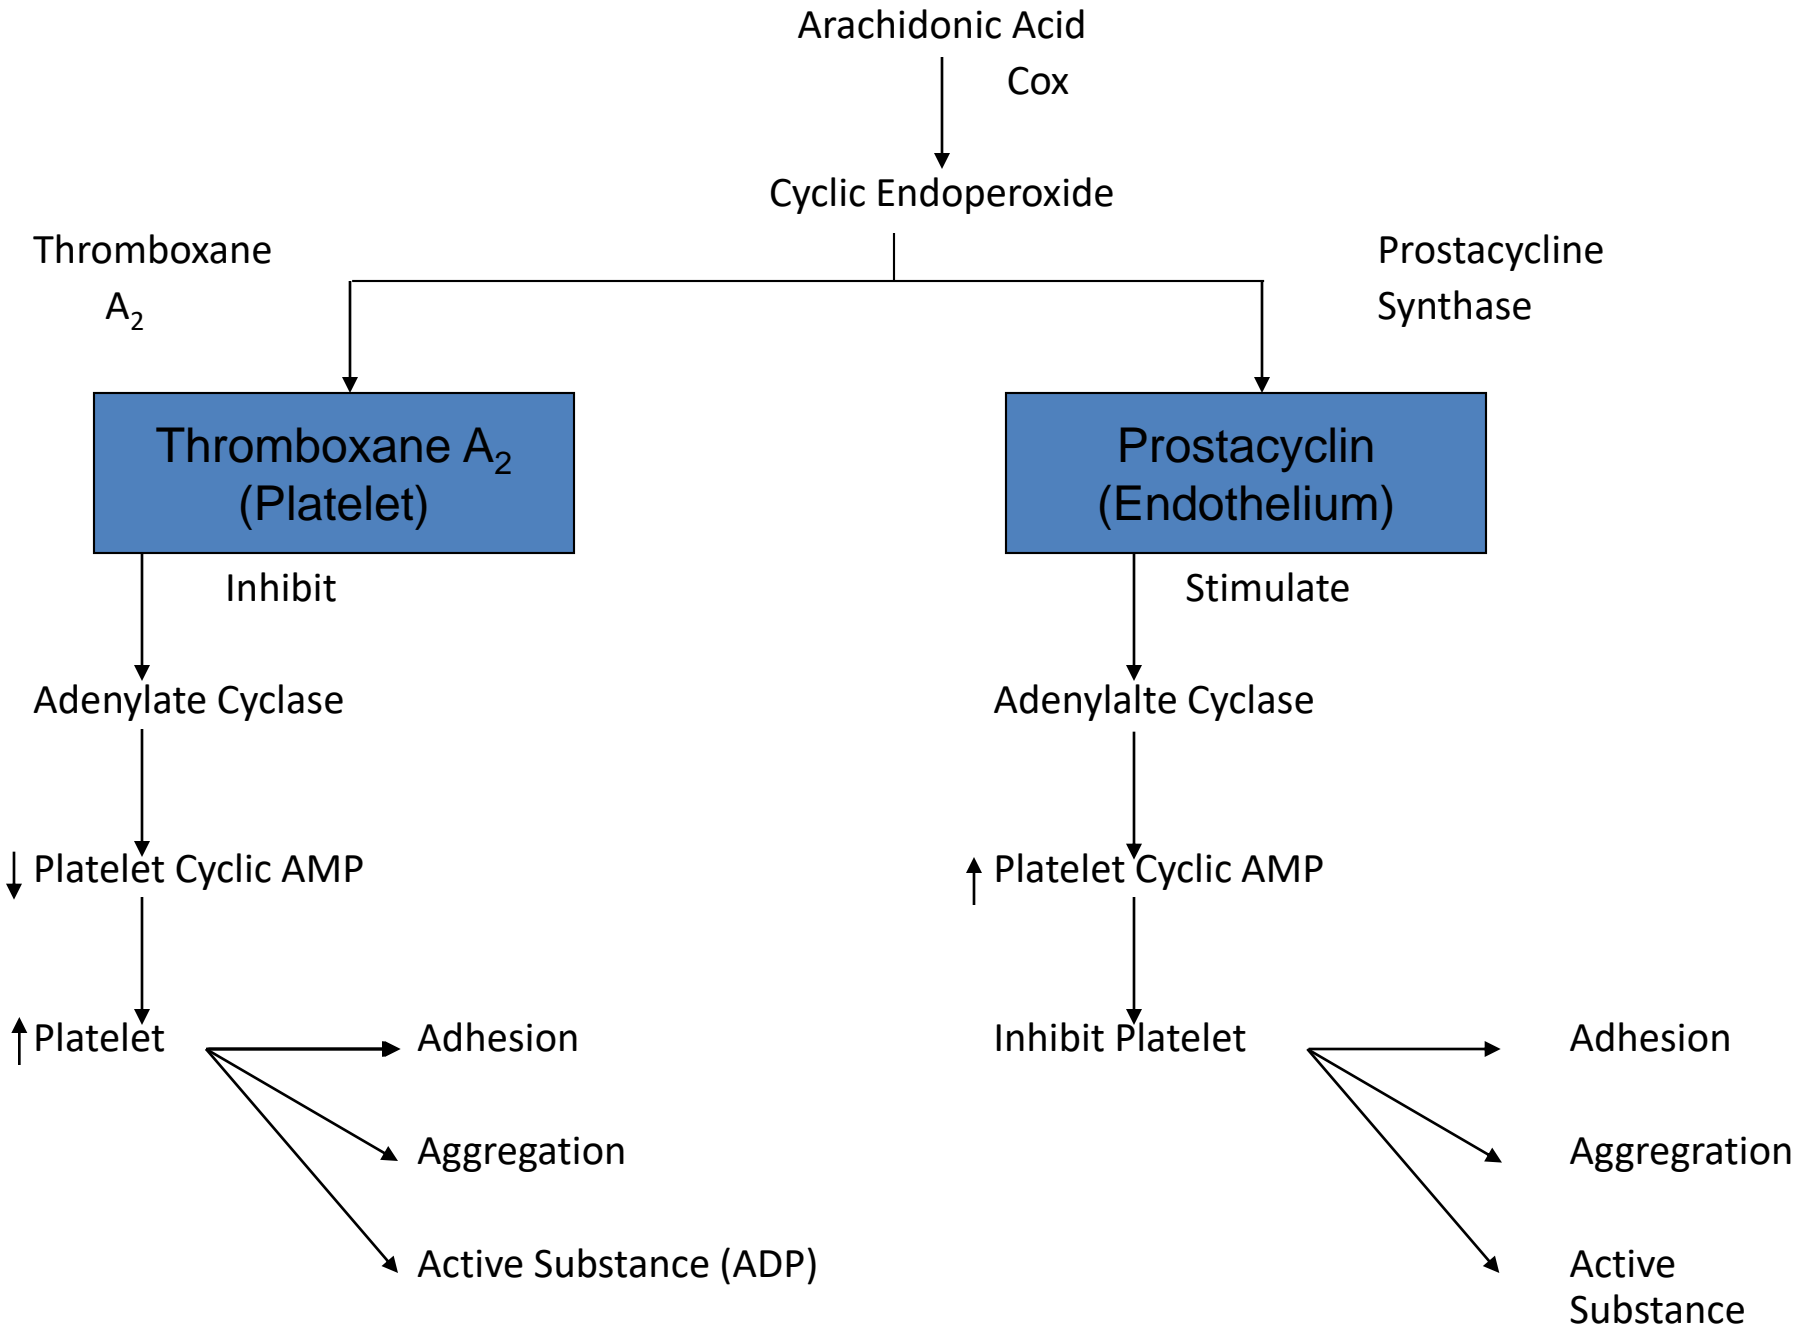 Arachidonic Acid
Cox
Cyclic Endoperoxide
Thromboxane
A₂
Prostacycline
Synthase
Thromboxane A₂
(Platelet)
Prostacyclin
(Endothelium)
Inhibit
Stimulate
Adenylate Cyclase
Adenylalte Cyclase
↓ Platelet Cyclic AMP
↑ Platelet Cyclic AMP
↑ Platelet
Adhesion
Aggregation
Active Substance (ADP)
Inhibit Platelet
Adhesion
Aggregration
Active
Substance